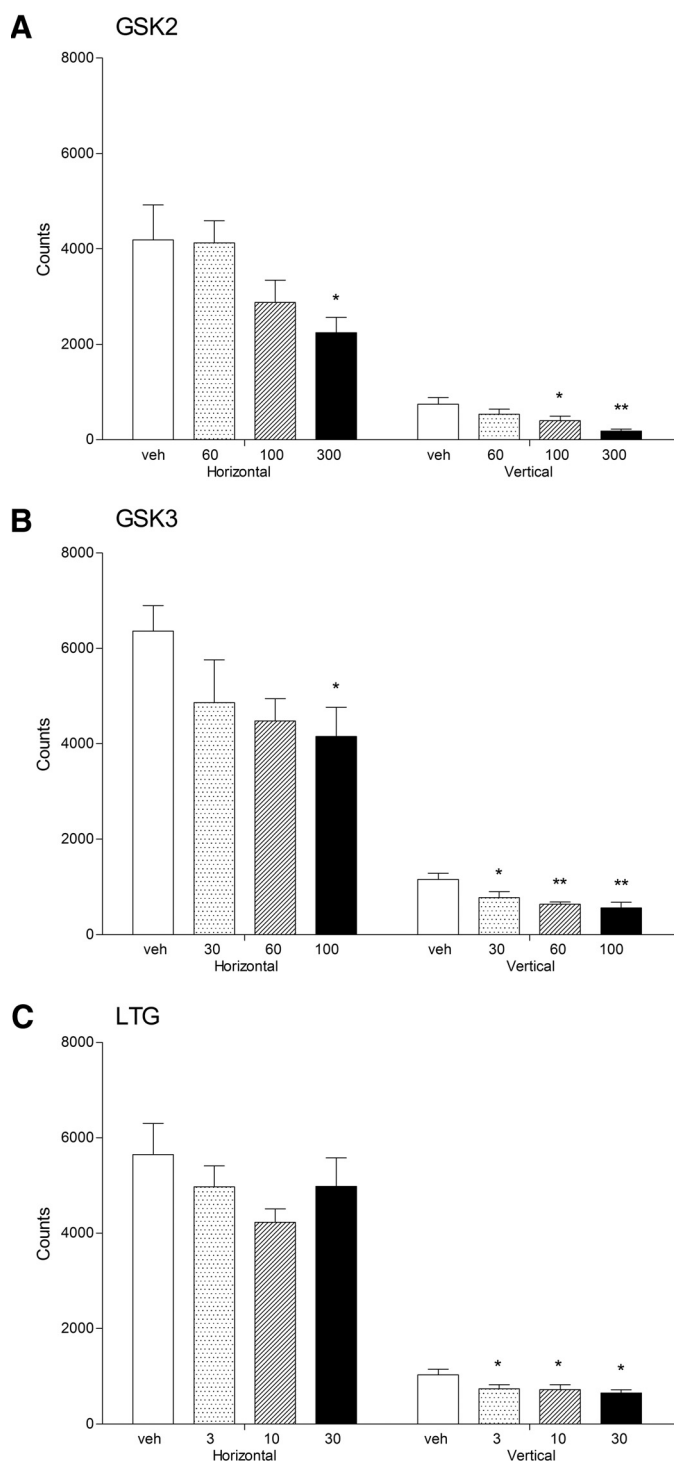 A GSK2
8000
6000
4000
2000
0
Counts
*
* **
veh 60 100 300 veh 60 100 300
Horizontal Vertical
B GSK3
8000
6000
4000
2000
0
Counts
*
* ** **
veh 30 60 100 veh 30 60 100
Horizontal Vertical
C LTG
8000
6000
4000
2000
0
Counts
* * *
veh 3 10 30 veh 3 10 30
Horizontal Vertical